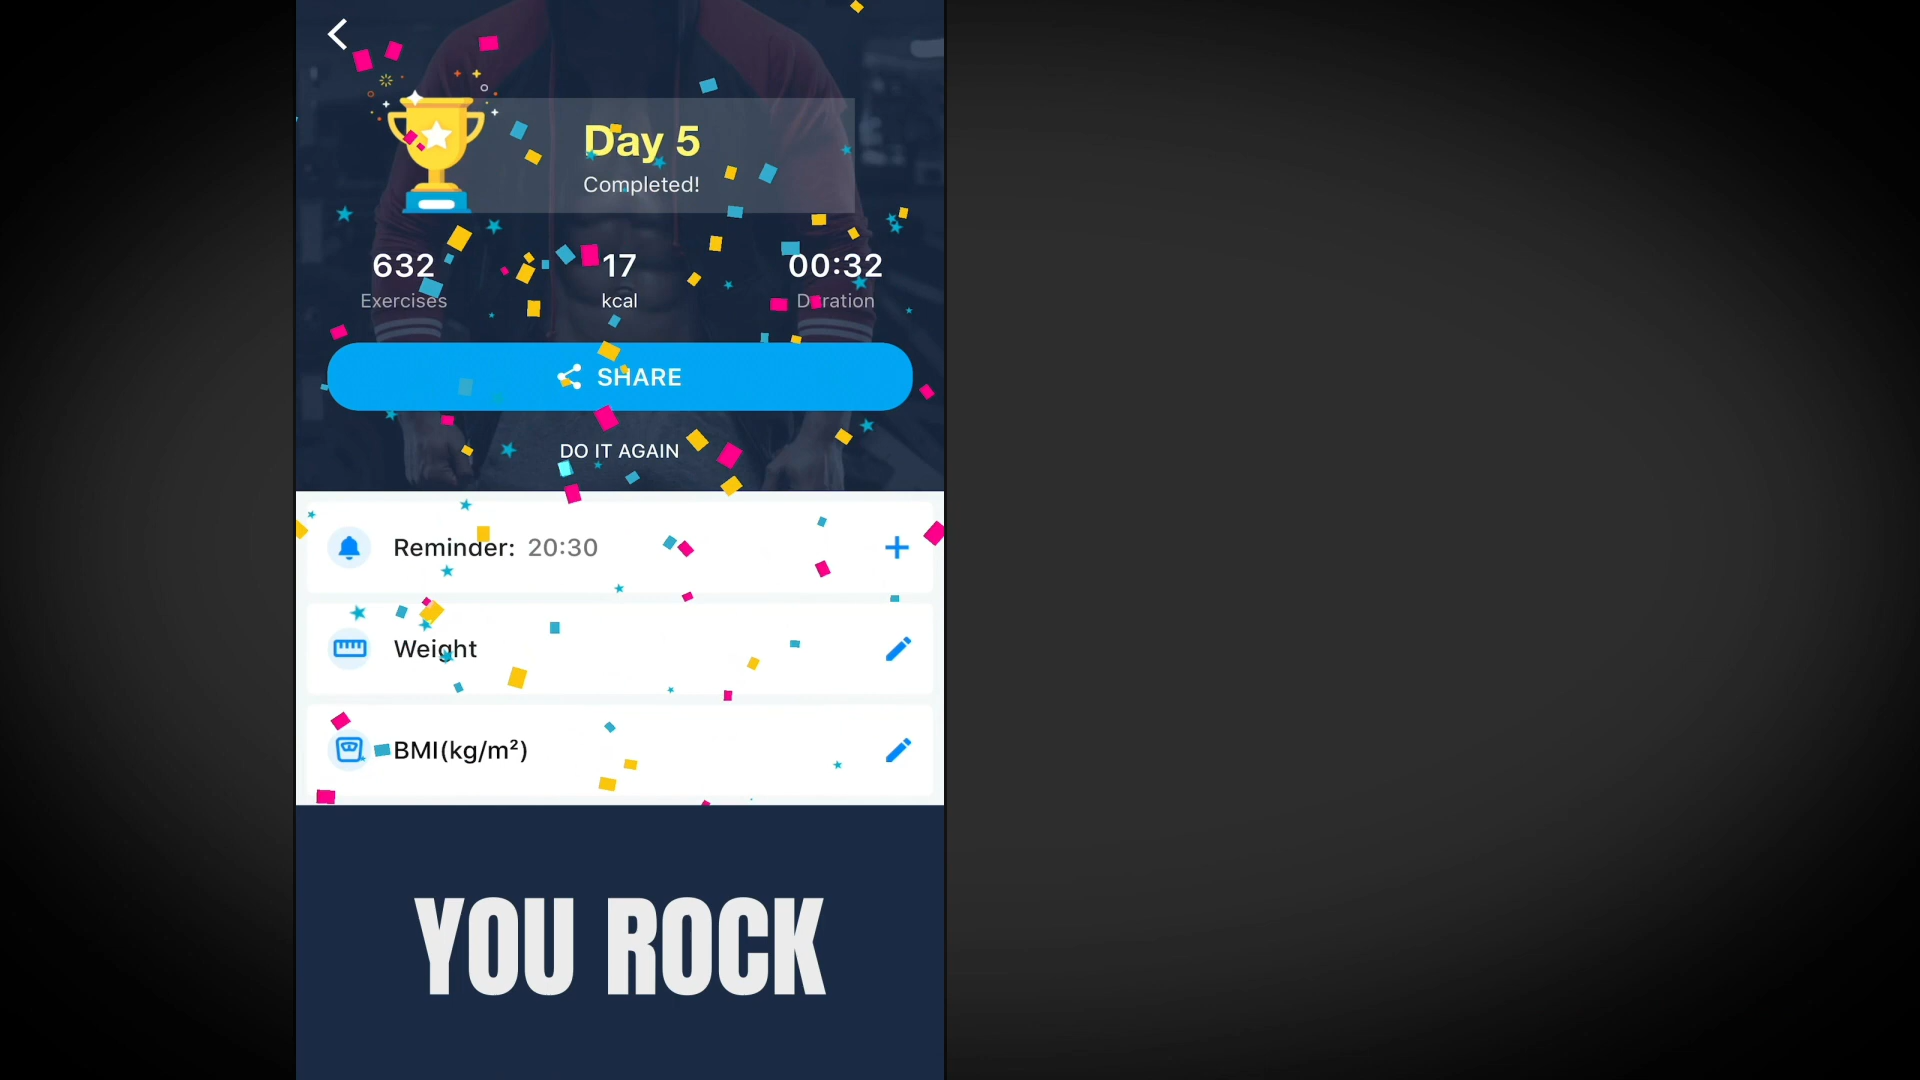 Day 5
Completed!
632 17 00:32
Exercises kcal Duration
SHARE
DO IT AGAIN
Reminder: 20:30
Weight
BMI(kg/m²)
YOU ROCK